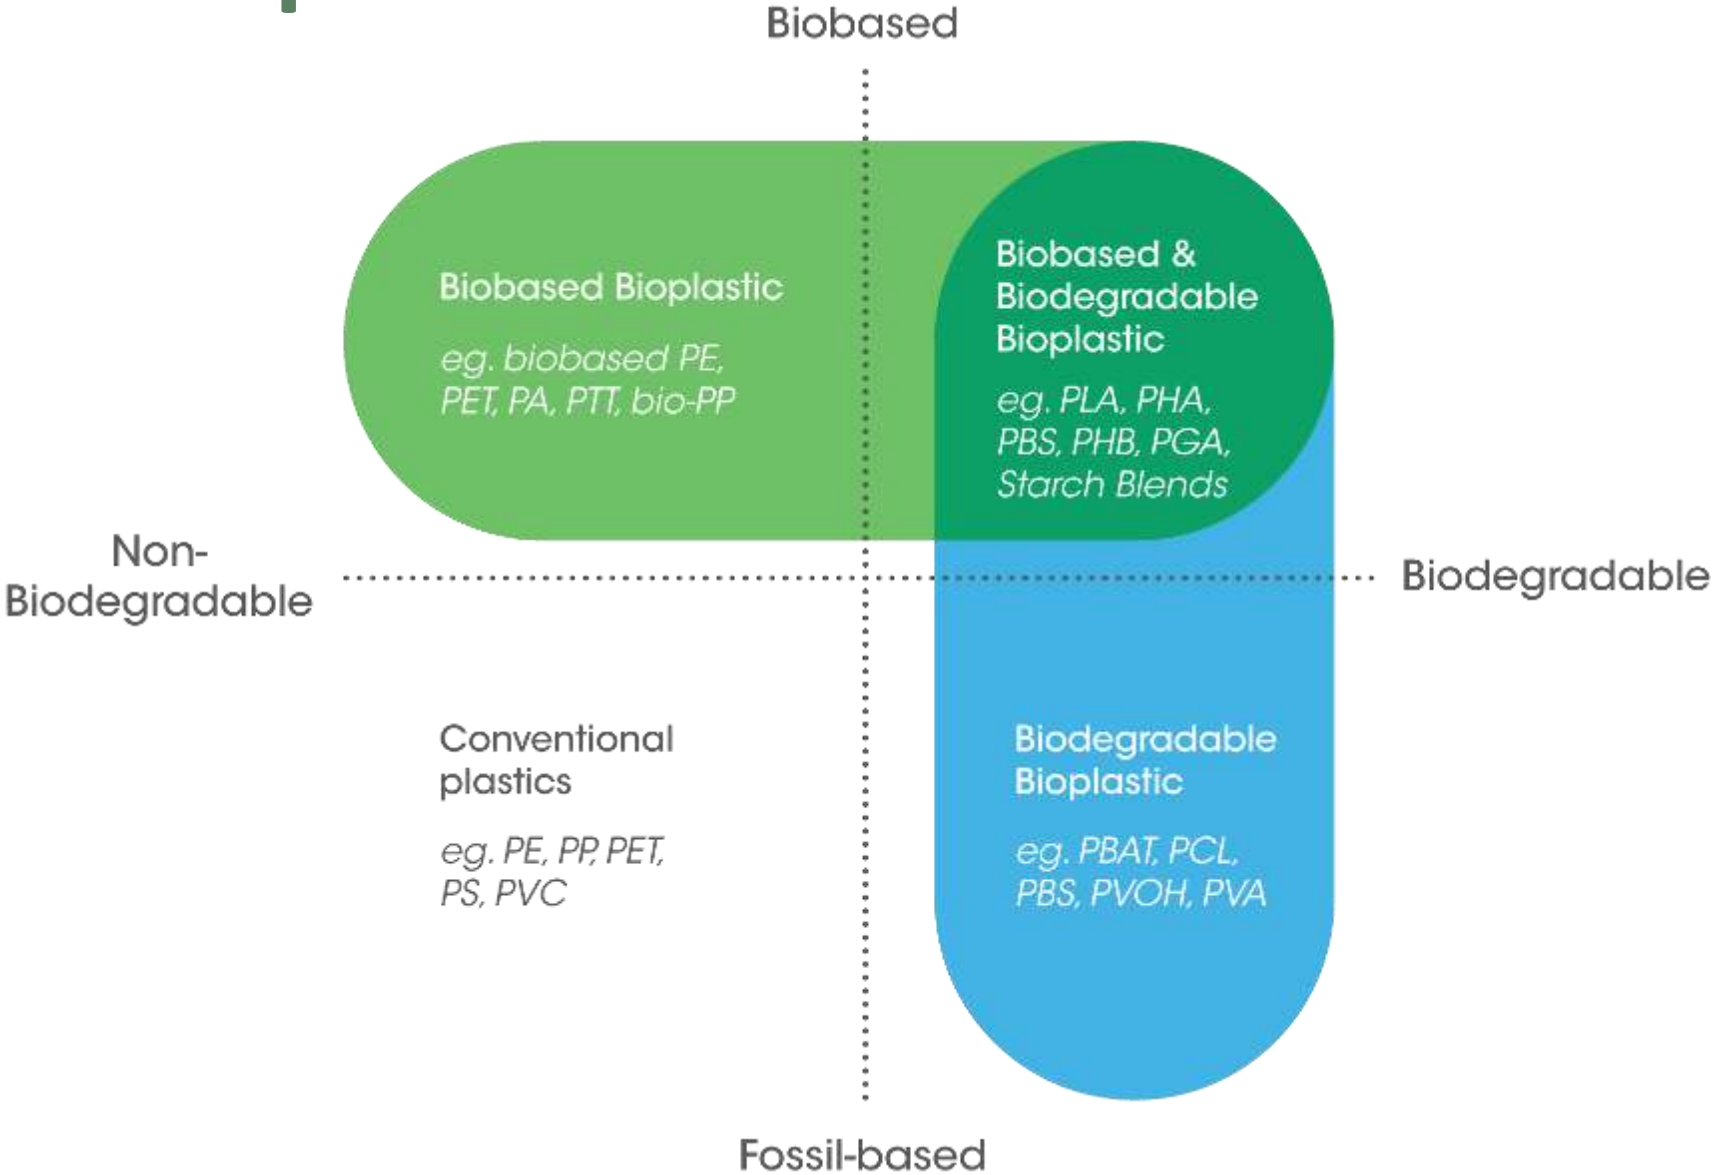 Biobased
Biobased Bioplastic
eg. biobased PE,
PET, PA, PTT, bio-PP
Biobased &
Biodegradable
Bioplastic
eg. PLA, PHA,
PBS, PHB, PGA,
Starch Blends
Non-
Biodegradable
Biodegradable
Conventional
plastics
eg. PE, PP, PET,
PS, PVC
Biodegradable
Bioplastic
eg. PBAT, PCL,
PBS, PVOH, PVA
Fossil-based